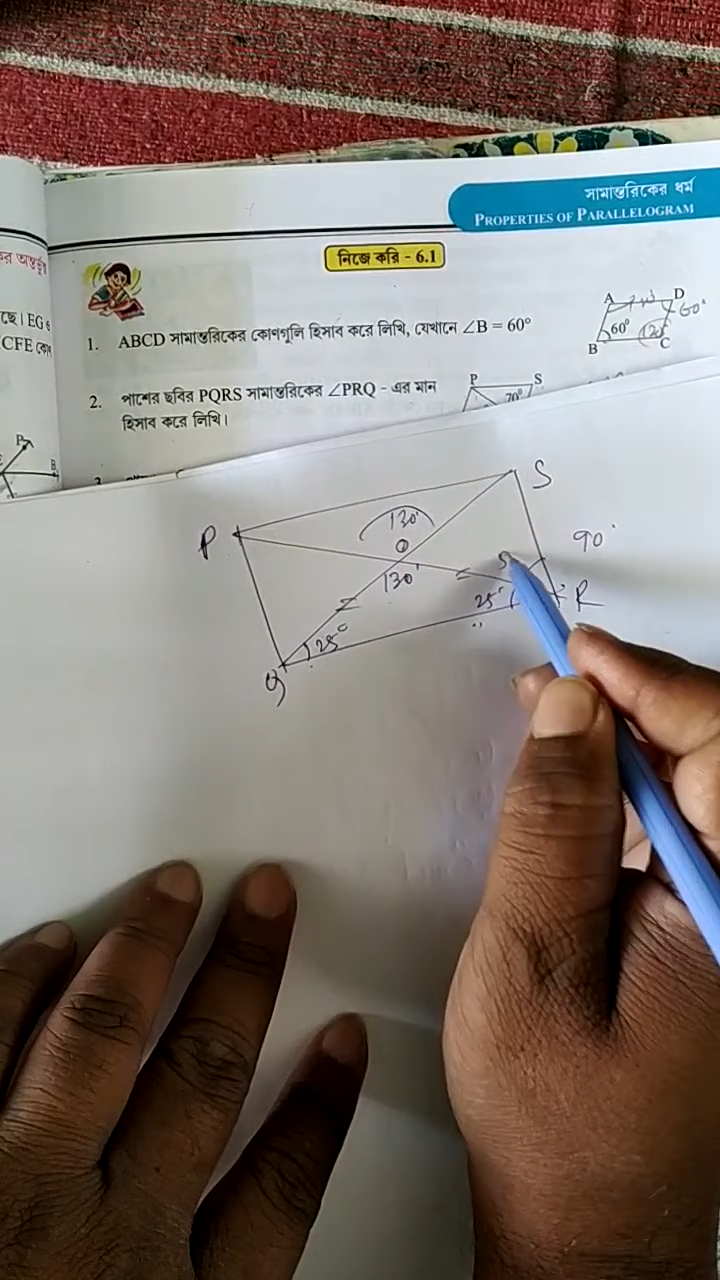 সামান্তরিকের ধর্ম
PROPERTIES OF PARALLELOGRAM
নিজে করি - 6.1
1. ABCD সামান্তরিকের কোণগুলি হিসাব করে লিখি, যেখানে ∠B = 60°
A D
60°
60°
B C
2. পাশের ছবির PQRS সামান্তরিকের ∠PRQ - এর মান
হিসাব করে লিখি।
P S
70°
ছে। EG
CFE
B
S
P
130°
O
130°
90°
25°
25°
R
Q